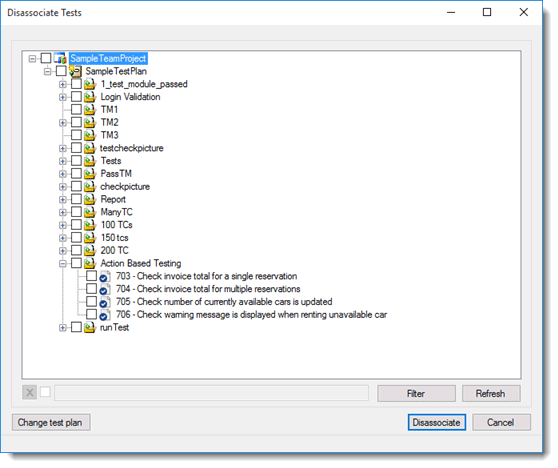 Disassociate Tests
SampleTeamProject
SampleTestPlan
1_test_module_passed
Login Validation
TM1
TM2
TM3
testcheckpicture
Tests
PassTM
checkpicture
Report
ManyTC
100 TCs
150 tcs
200 TC
Action Based Testing
703 - Check invoice total for a single reservation
704 - Check invoice total for multiple reservations
705 - Check number of currently available cars is updated
706 - Check warning message is displayed when renting unavailable car
runTest
X
Filter
Refresh
Change test plan
Disassociate
Cancel